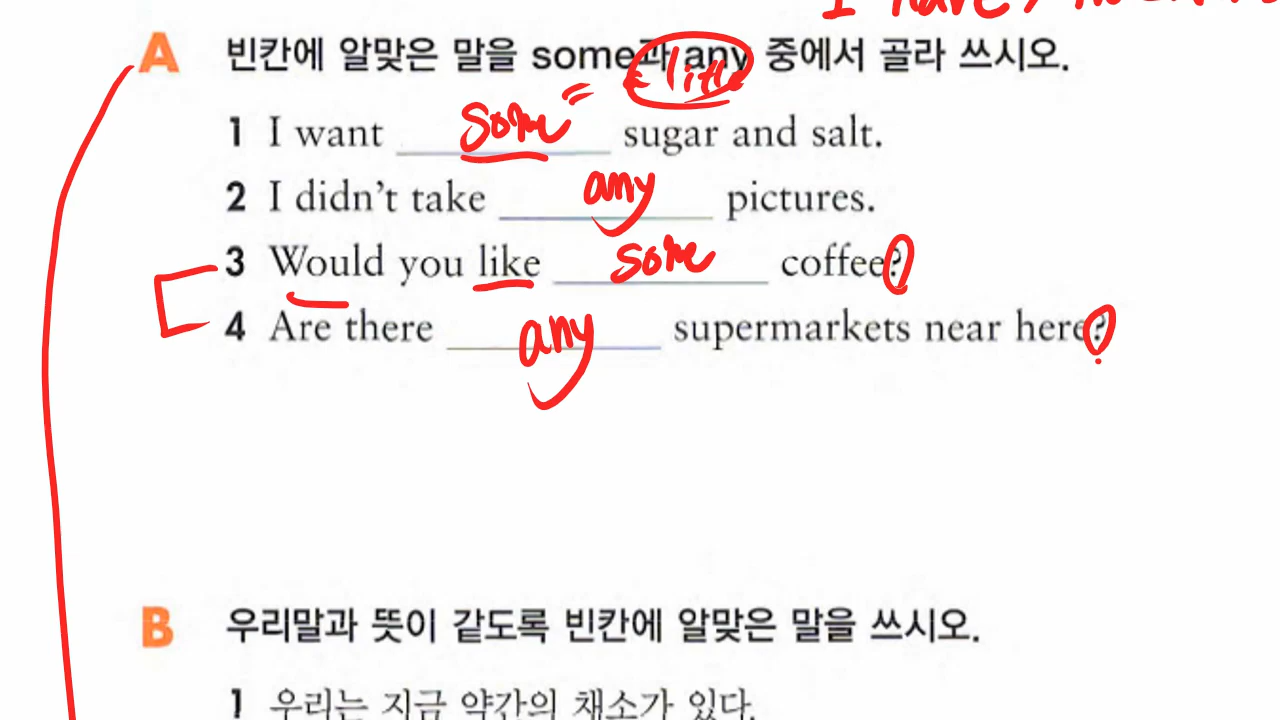 I have
A 빈칸에 알맞은 말을 some과 any 중에서 골라 쓰시오.
= a little
1 I want some sugar and salt.
2 I didn't take any pictures.
3 Would you like some coffee?
4 Are there any supermarkets near here?
B 우리말과 뜻이 같도록 빈칸에 알맞은 말을 쓰시오.
1 우리는 지금 약간의 채소가 있다.